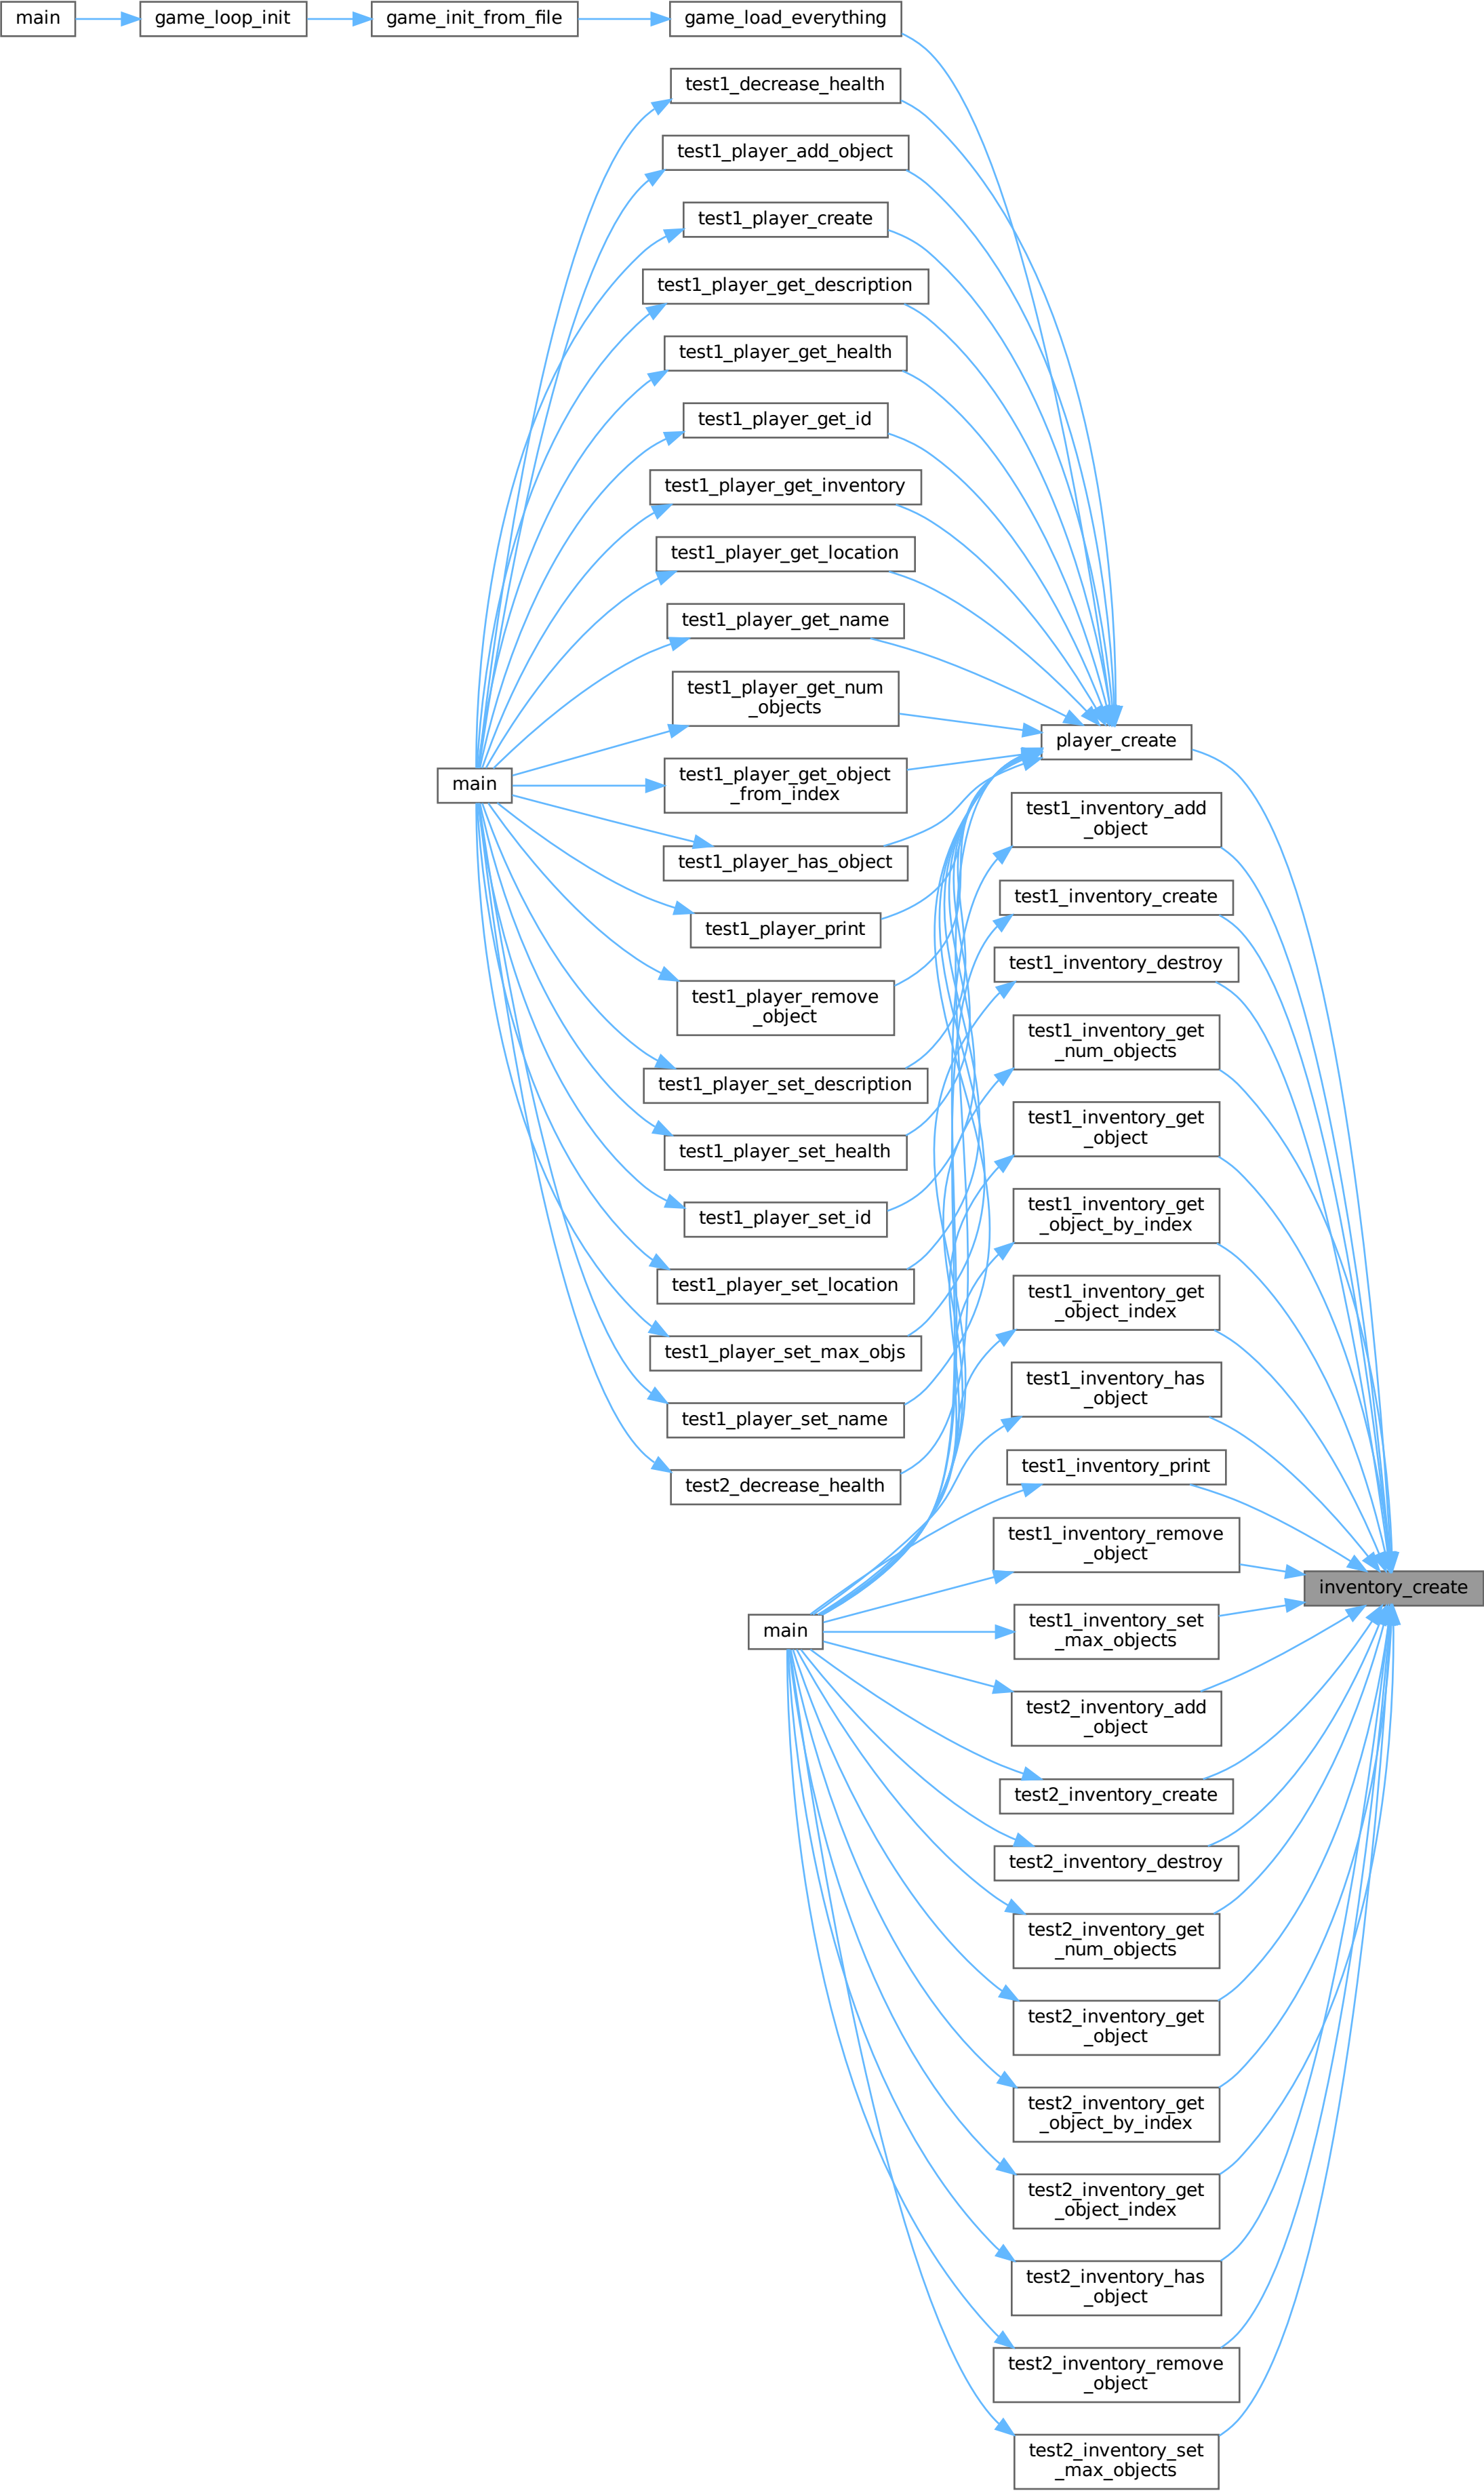 main
game_loop_init
game_init_from_file
game_load_everything
test1_decrease_health
test1_player_add_object
test1_player_create
test1_player_get_description
test1_player_get_health
test1_player_get_id
test1_player_get_inventory
test1_player_get_location
test1_player_get_name
test1_player_get_num
_objects
test1_player_get_object
_from_index
test1_player_has_object
test1_player_print
test1_player_remove
_object
test1_player_set_description
test1_player_set_health
test1_player_set_id
test1_player_set_location
test1_player_set_max_objs
test1_player_set_name
test2_decrease_health
main
player_create
test1_inventory_add
_object
test1_inventory_create
test1_inventory_destroy
test1_inventory_get
_num_objects
test1_inventory_get
_object
test1_inventory_get
_object_by_index
test1_inventory_get
_object_index
test1_inventory_has
_object
test1_inventory_print
test1_inventory_remove
_object
test1_inventory_set
_max_objects
test2_inventory_add
_object
test2_inventory_create
test2_inventory_destroy
test2_inventory_get
_num_objects
test2_inventory_get
_object
test2_inventory_get
_object_by_index
test2_inventory_get
_object_index
test2_inventory_has
_object
test2_inventory_remove
_object
test2_inventory_set
_max_objects
main
inventory_create